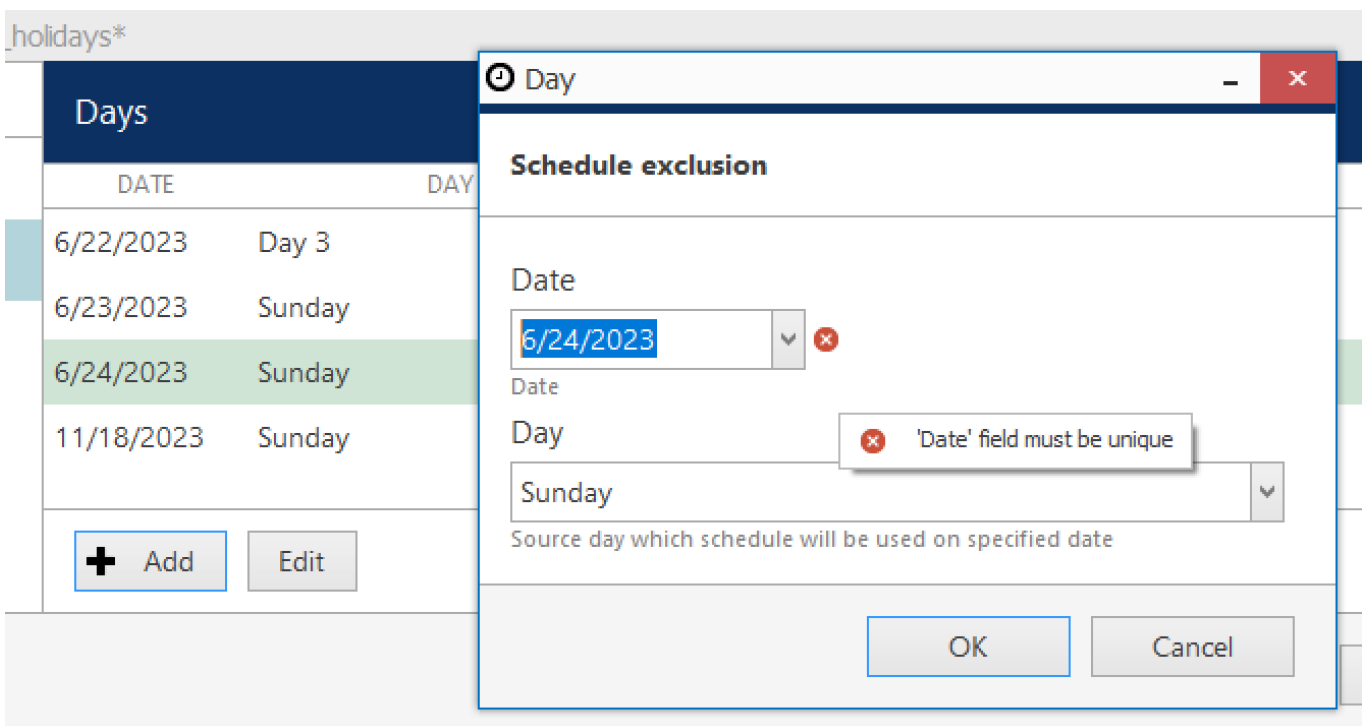 _holidays*
Days
DATE DAY
6/22/2023 Day 3
6/23/2023 Sunday
6/24/2023 Sunday
11/18/2023 Sunday
Add Edit
Day
Schedule exclusion
Date
6/24/2023
Date
Day
'Date' field must be unique
Sunday
Source day which schedule will be used on specified date
OK Cancel